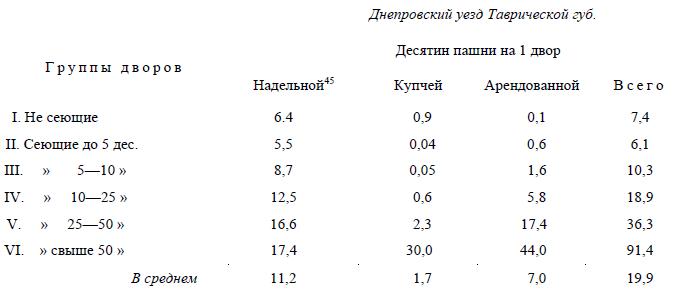 Днепровский уезд Таврической губ.
Группы дворов
Десятин пашни на 1 двор
Надельной45 Купчей Арендованной Всего
I. Не сеющие 6.4 0,9 0,1 7,4
II. Сеющие до 5 дес. 5,5 0,04 0,6 6,1
III. » 5—10 » 8,7 0,05 1,6 10,3
IV. » 10—25 » 12,5 0,6 5,8 18,9
V. » 25—50 » 16,6 2,3 17,4 36,3
VI. » свыше 50 » 17,4 30,0 44,0 91,4
В среднем 11,2 1,7 7,0 19,9